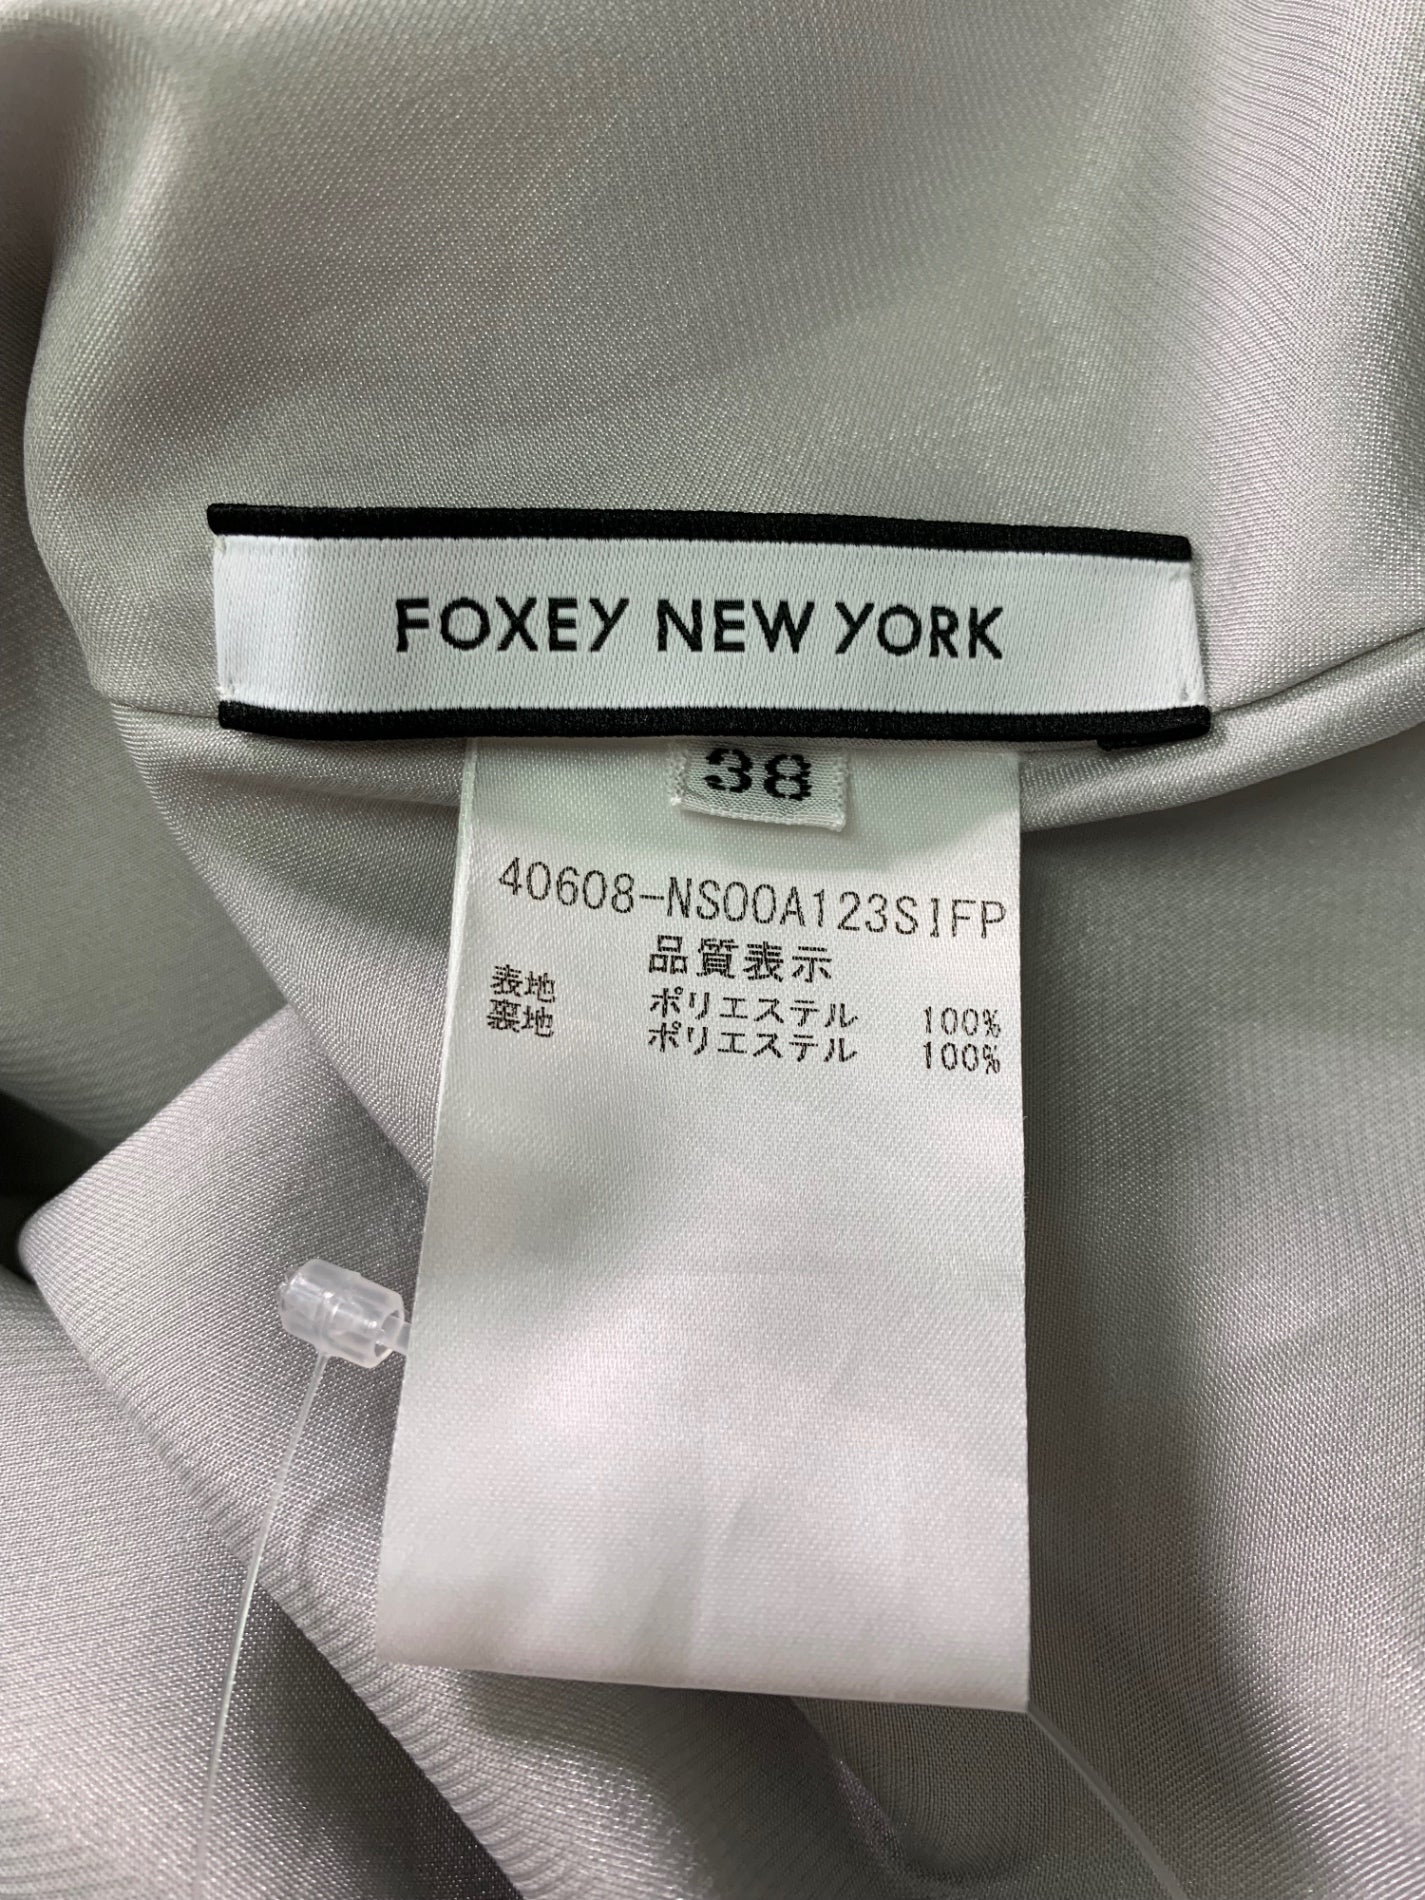 FOXEY NEW YORK
38
40608-NS00A123SIFP
品質表示
表地 ポリエステル 100%
裏地 ポリエステル 100%